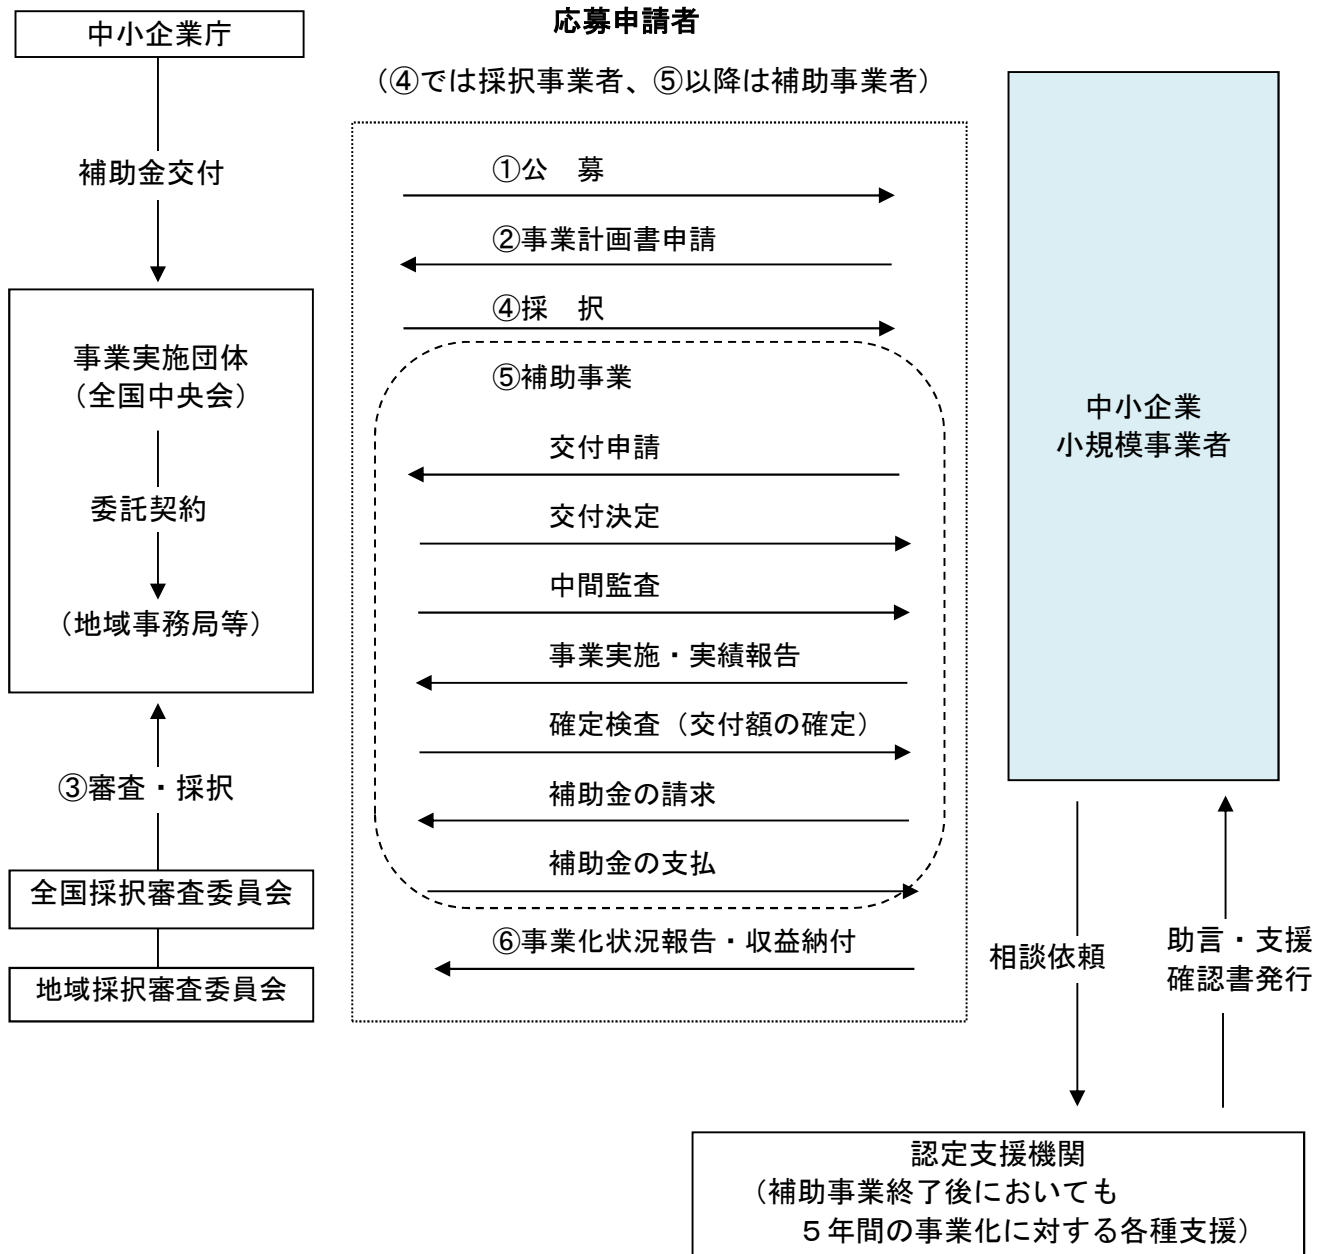 中小企業庁
補助金交付
事業実施団体
（全国中央会）
委託契約
（地域事務局等）
③審査・採択
全国採択審査委員会
地域採択審査委員会
応募申請者
（④では採択事業者、⑤以降は補助事業者）
①公　募
②事業計画書申請
④採　択
⑤補助事業
交付申請
交付決定
中間監査
事業実施・実績報告
確定検査（交付額の確定）
補助金の請求
補助金の支払
⑥事業化状況報告・収益納付
中小企業
小規模事業者
相談依頼
助言・支援
確認書発行
認定支援機関
（補助事業終了後においても
５年間の事業化に対する各種支援）